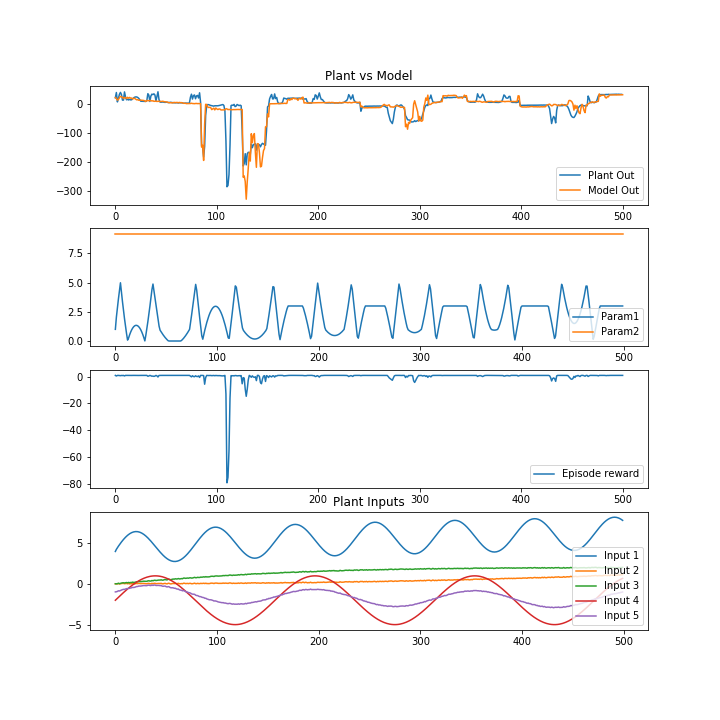 Plant vs Model
0
−100
−200
−300
Plant Out
Model Out
0 100 200 300 400 500
7.5
5.0
2.5
0.0
Param1
Param2
0 100 200 300 400 500
0
−20
−40
−60
−80
Episode reward
0 100 200 300 400 500
Plant Inputs
5
0
−5
Input 1
Input 2
Input 3
Input 4
Input 5
0 100 200 300 400 500